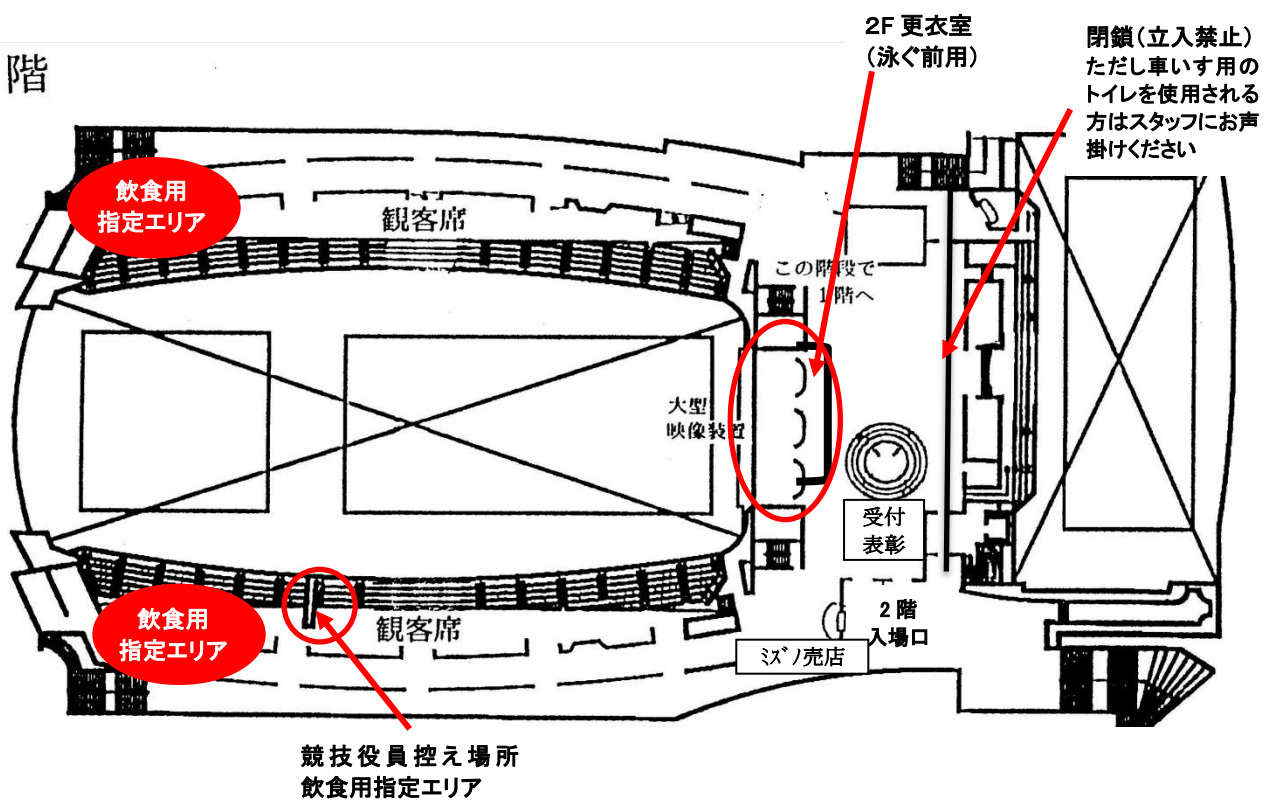 階
2F 更衣室
（泳ぐ前用）
閉鎖（立入禁止）
ただし車いす用の
トイレを使用される
方はスタッフにお声
掛けください
飲食用
指定エリア
観客席
この階段で
1階へ
大型
映像装置
受付
表彰
飲食用
指定エリア
観客席
2 階
入場口
ミズノ売店
競技役員控え場所
飲食用指定エリア